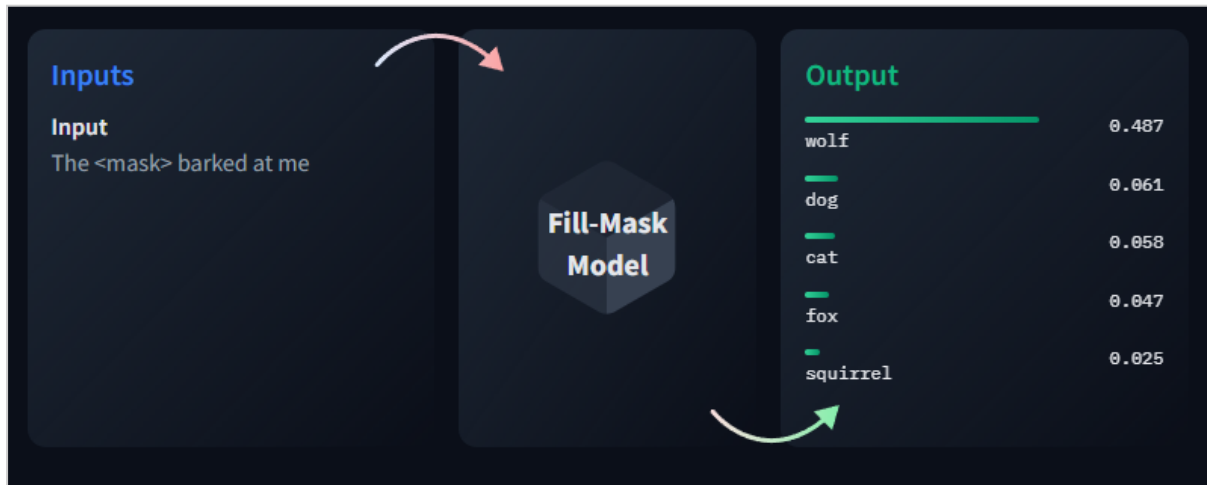 Inputs
Input
The <mask> barked at me
Fill-Mask
Model
Output
wolf 0.487
dog 0.061
cat 0.058
fox 0.047
squirrel 0.025